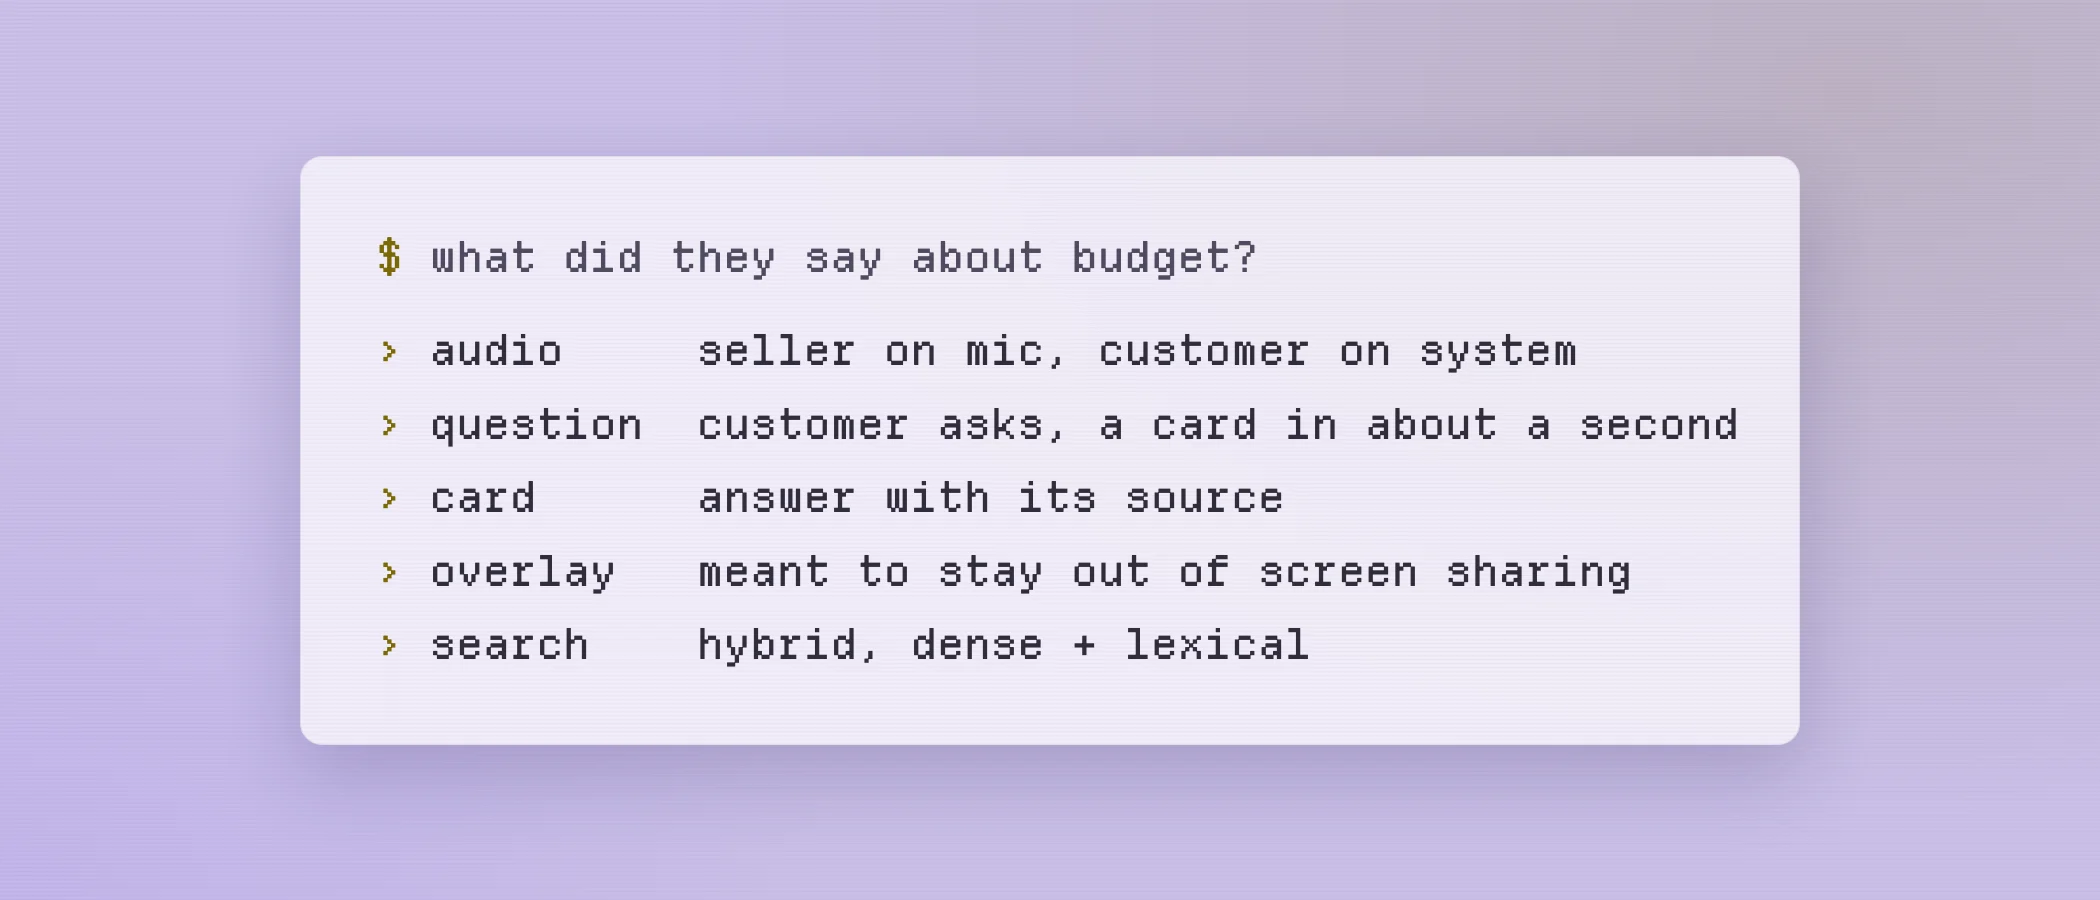 $ what did they say about budget?
> audio seller on mic, customer on system
> question customer asks, a card in about a second
> card answer with its source
> overlay meant to stay out of screen sharing
> search hybrid, dense + lexical